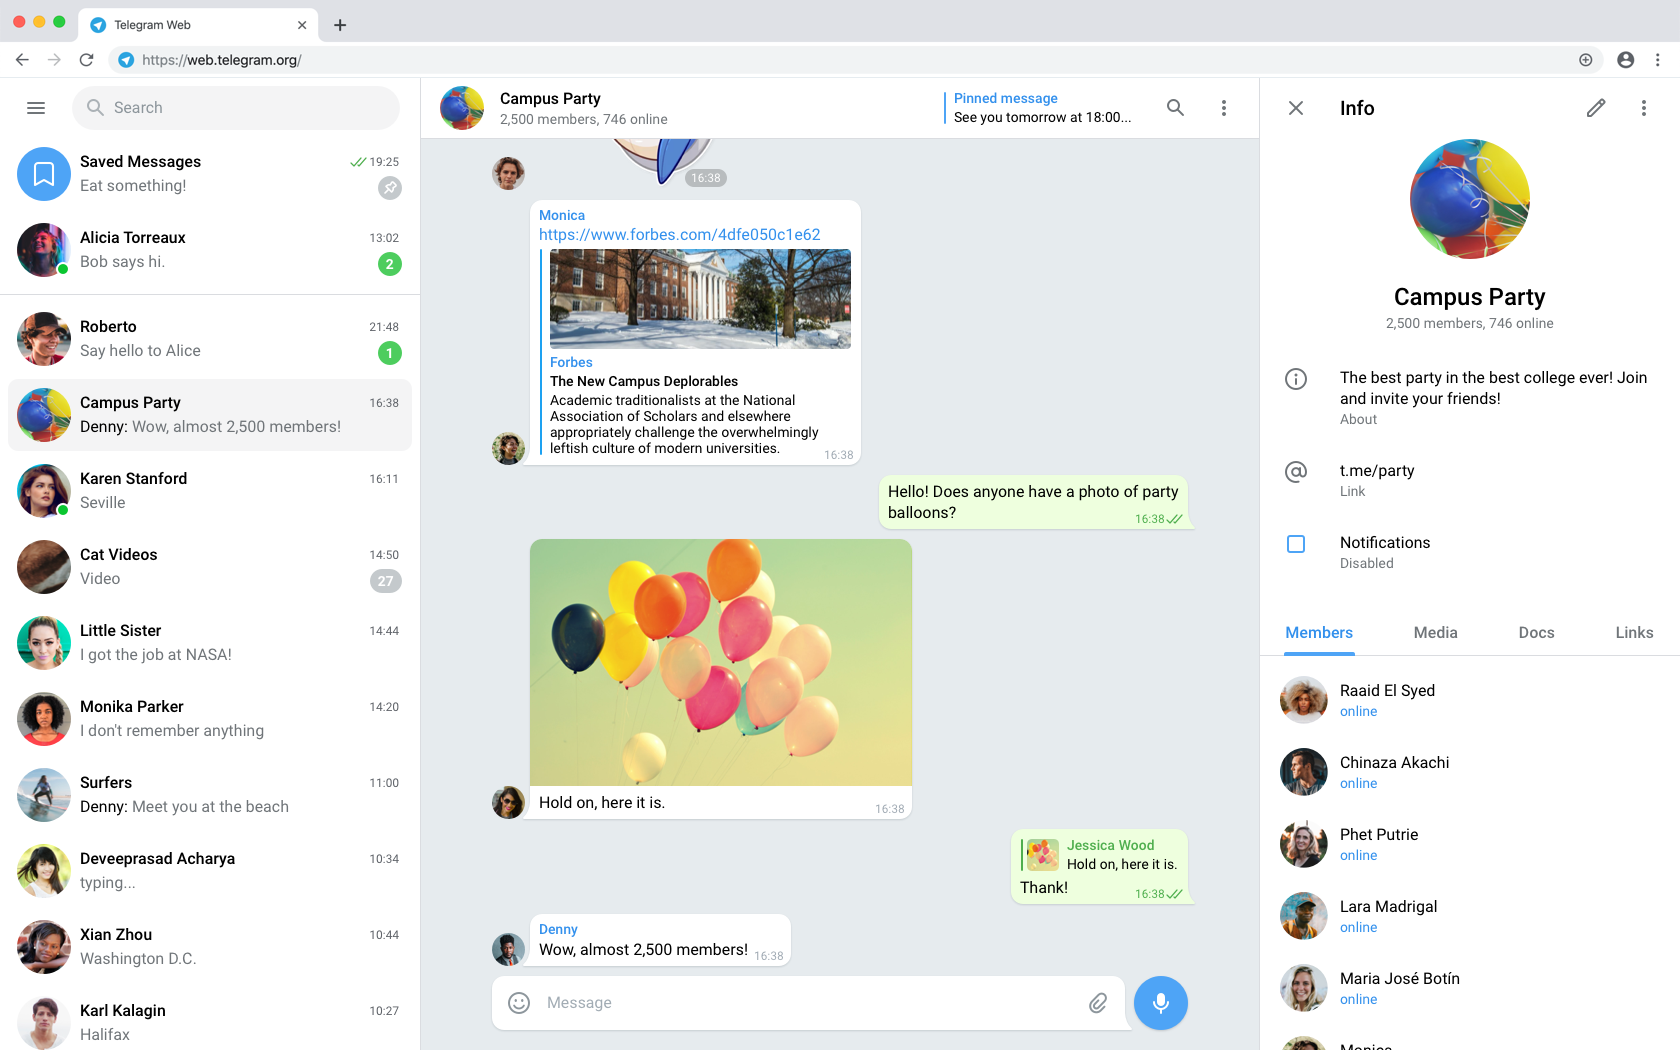 Telegram Web
https://web.telegram.org/
Search
Saved Messages
19:25
Eat something!
Alicia Torreaux
13:02
Bob says hi.
2
Roberto
21:48
Say hello to Alice
1
Campus Party
16:38
Denny: Wow, almost 2,500 members!
Karen Stanford
16:11
Seville
Cat Videos
14:50
Video
27
Little Sister
14:44
I got the job at NASA!
Monika Parker
14:20
I don't remember anything
Surfers
11:00
Denny: Meet you at the beach
Deveeprasad Acharya
10:34
typing...
Xian Zhou
10:44
Washington D.C.
Karl Kalagin
10:27
Halifax
Campus Party
2,500 members, 746 online
Pinned message
See you tomorrow at 18:00...
16:38
Monica
https://www.forbes.com/4dfe050c1e62
Forbes
The New Campus Deplorables
Academic traditionalists at the National
Association of Scholars and elsewhere
appropriately challenge the overwhelmingly
leftish culture of modern universities.
16:38
Hello! Does anyone have a photo of party
balloons?
16:38
Hold on, here it is.
16:38
Jessica Wood
Hold on, here it is.
Thank!
16:38
Denny
Wow, almost 2,500 members!
16:38
Message
Info
Campus Party
2,500 members, 746 online
The best party in the best college ever! Join
and invite your friends!
About
t.me/party
Link
Notifications
Disabled
Members
Media
Docs
Links
Raaid El Syed
online
Chinaza Akachi
online
Phet Putrie
online
Lara Madrigal
online
Maria José Botín
online
Monica